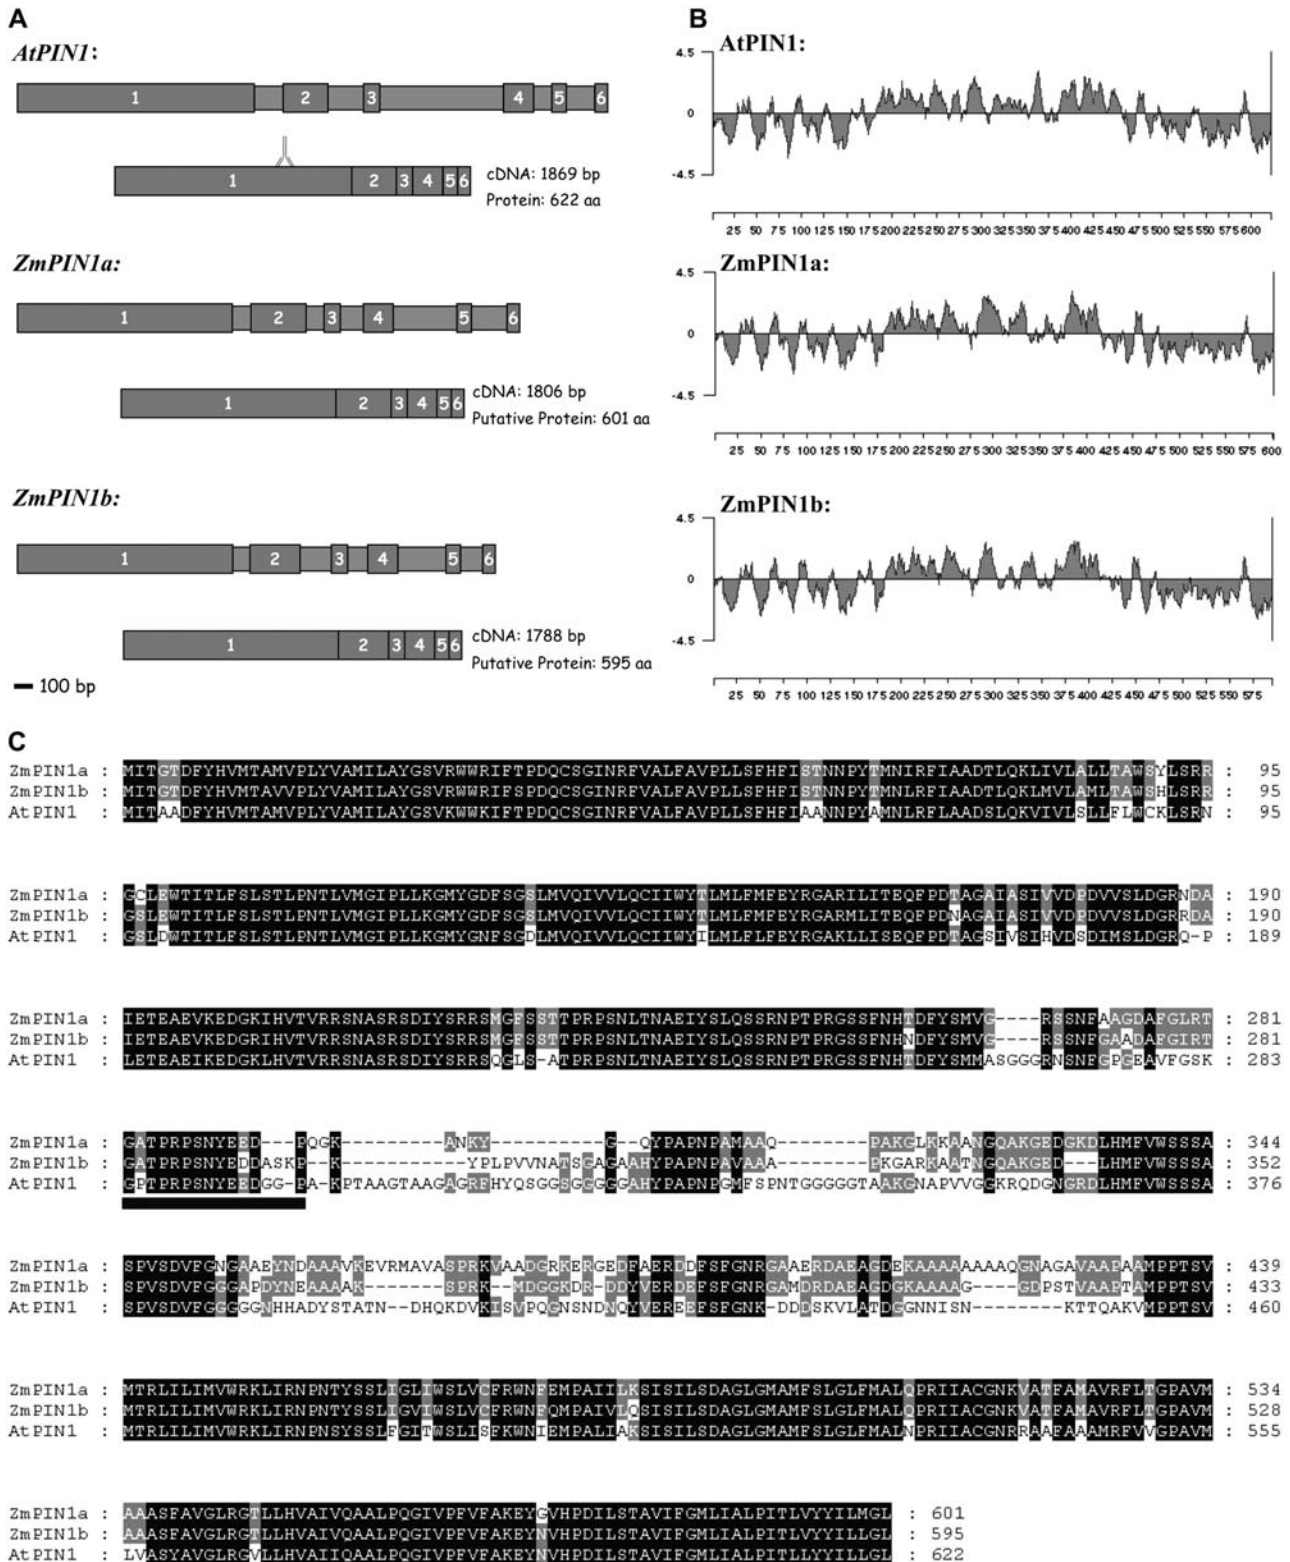 A
AtPIN1:
1 2 3 4 5 6
1 2 3 4 5 6
cDNA: 1869 bp
Protein: 622 aa
ZmPIN1a:
1 2 3 4 5 6
1 2 3 4 5 6
cDNA: 1806 bp
Putative Protein: 601 aa
ZmPIN1b:
1 2 3 4 5 6
1 2 3 4 5 6
cDNA: 1788 bp
Putative Protein: 595 aa
100 bp
B
AtPIN1:
4.5
0
-4.5
25 50 75 100 125 150 175 200 225 250 275 300 325 350 375 400 425 450 475 500 525 550 575 600
ZmPIN1a:
4.5
0
-4.5
25 50 75 100 125 150 175 200 225 250 275 300 325 350 375 400 425 450 475 500 525 550 575 600
ZmPIN1b:
4.5
0
-4.5
25 50 75 100 125 150 175 200 225 250 275 300 325 350 375 400 425 450 475 500 525 550 575
C
ZmPIN1a : MITGTDFYHVMTAMVPLYVAMILAYGSVRWWRIFTPDQCSGINRFVALFAVPLLSFHFISTNNPYTMNIRFIAADTLQKLIVLALLTAWSYLSRR : 95
ZmPIN1b : MITGTDFYHVMTAVVPLYVAMILAYGSVRWWRIFSPDQCSGINRFVALFAVPLLSFHFISTNNPYTMNLRFIAADTLQKLMVLAMLTAWSHLSRR : 95
AtPIN1 : MITAADFYHVMTAMVPLYVAMILAYGSVKWWKIFTPDQCSGINRFVALFAVPLLSFHFIAANNPYAMNLRFLAADSLQKVIVLSLLFLWCKLSRN : 95
ZmPIN1a : GCLEWTITLFSLSTLPNTLVMGIPLLKGMYGDFSGSLMVQIVVLQCIIWYTLMLFMFEYRGARILITEQFPDTAGAIASIVVDPDVVSLDGRNDA : 190
ZmPIN1b : GSLEWTITLFSLSTLPNTLVMGIPLLKGMYGDFSGSLMVQIVVLQCIIWYTLMLFMFEYRGARMLITEQFPDNAGAIASIVVDPDVVSLDGRRDA : 190
AtPIN1 : GSLDWTITLFSLSTLPNTLVMGIPLLKGMYGNFSGDLMVQIVVLQCIIWYILMLFLFEYRGAKLLISEQFPDTAGSIVSIHVDSDIMSLDGRQ-P : 189
ZmPIN1a : IETEAEVKEDGKIHVTVRRSNASRSDIYSRRSMGFSSTTPRPSNLTNAEIYSLQSSRNPTPRGSSFNHTDFYSMVG----RSSNFAAGDAFGLRT : 281
ZmPIN1b : IETEAEVKEDGRIHVTVRRSNASRSDIYSRRSMGFSSTTPRPSNLTNAEIYSLQSSRNPTPRGSSFNHNDFYSMVG----RSSNFGAADAFGIRT : 281
AtPIN1 : LETEAEIKEDGKLHVTVRRSNASRSDIYSRRSQGLS-ATPRPSNLTNAEIYSLQSSRNPTPRGSSFNHTDFYSMMASGGGRNSNFGPGEAVFGSK : 283
ZmPIN1a : GATPRPSNYEED---PQGK---------ANKY----------G--QYPAPNPAMAAQ--------PAKGLKKAANGQAKGEDGKDLHMFVWSSSA : 344
ZmPIN1b : GATPRPSNYEDDASKP--K-----------YPLPVVNATSGAGAAHYPAPNPAVAAA--------PKGARKAATNGQAKGED---LHMFVWSSSA : 352
AtPIN1 : GPTPRPSNYEEDGG-PA-KPTAAGTAAGAGRFHYQSGGSGGGGGAHYPAPNPGMFSPNTGGGGGTAAKGNAPVVGGKRQDGNGRDLHMFVWSSSA : 376
ZmPIN1a : SPVSDVFGNGAAEYNDAAAVKEVRMAVASPRKVAADGRKERGEDFAERDDFSFGNRGAAERDAEAGDEKAAAAAAAAQGNAGAVAAPAAMPPTSV : 439
ZmPIN1b : SPVSDVFGGGAPDYNEAAAAK-------SPRK--MDGGKDR-DDYVERDEFSFGNRGAMDRDAEAGDGKAAAAG----GDPSTVAAPTAMPPTSV : 433
AtPIN1 : SPVSDVFGGGGGNHHADYSTATN--DHQKDVKISVPQGNSNDNQYVEREEFSFGNK-DDDSKVLATDGGNNISN--------KTTQAKVMPPTSV : 460
ZmPIN1a : MTRLILIMVWRKLIRNPNTYSSLIGLIWSLVCFRWNFEMPAIILKSISILSDAGLGMAMFSLGLFMALQPRIIACGNKVATFAMAVRFLTGPAVM : 534
ZmPIN1b : MTRLILIMVWRKLIRNPNTYSSLIGVIWSLVCFRWNFQMPAIVLQSISILSDAGLGMAMFSLGLFMALQPRIIACGNKVATFAMAVRFLTGPAVM : 528
AtPIN1 : MTRLILIMVWRKLIRNPNSYSSLFGITWSLISFKWNIEMPALIAKSISILSDAGLGMAMFSLGLFMALNPRIIACGNRRAAFAAAMRFVVGPAVM : 555
ZmPIN1a : AAASFAVGLRGTLLHVAIVQAALPQGIVPFVFAKEYGVHPDILSTAVIFGMLIALPITLVYYILMGL : 601
ZmPIN1b : AAASFAVGLRGTLLHVAIVQAALPQGIVPFVFAKEYNVHPDILSTAVIFGMLIALPITLVYYILLGL : 595
AtPIN1 : LVASYAVGLRGVLLHVAIIQAALPQGIVPFVFAKEYNVHPDILSTAVIFGMLIALPITLLYYILLGL : 622